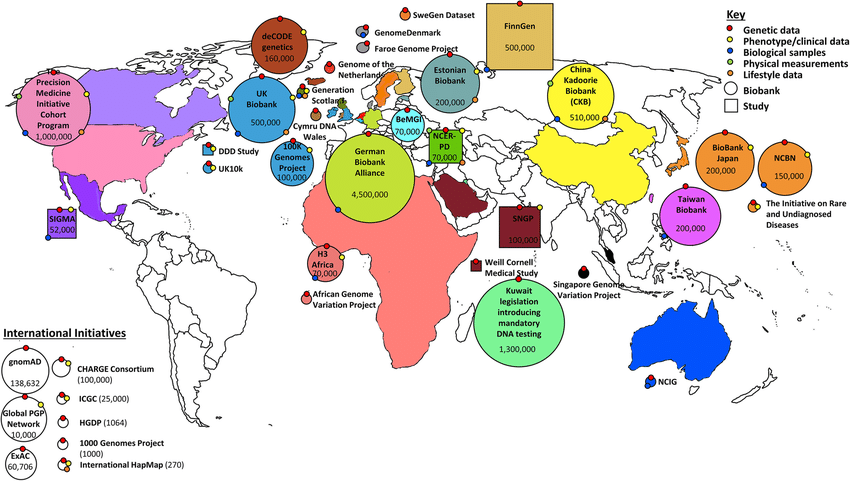 deCODE
genetics
160,000
SweGen Dataset
GenomeDenmark
Faroe Genome Project
FinnGen
500,000
Key
Genetic data
Phenotype/clinical data
Biological samples
Physical measurements
Lifestyle data
Biobank
Study
Precision
Medicine
Initiative
Cohort
Program
1,000,000
UK
Biobank
500,000
Genome of the
Netherlands
Generation
Scotland
Cymru DNA
Wales
Estonian
Biobank
200,000
China
Kadoorie
Biobank
(CKB)
510,000
BeMGI
70,000
NCER-
PD
70,000
DDD Study
UK10k
100K
Genomes
Project
100,000
German
Biobank
Alliance
4,500,000
BioBank
Japan
200,000
NCBN
150,000
The Initiative on Rare
and Undiagnosed
Diseases
Taiwan
Biobank
200,000
SIGMA
52,000
SNGP
100,000
H3
Africa
70,000
African Genome
Variation Project
Weill Cornell
Medical Study
Singapore Genome
Variation Project
Kuwait
legislation
introducing
mandatory
DNA testing
1,300,000
NCIG
International Initiatives
gnomAD
138,632
CHARGE Consortium
(100,000)
Global PGP
Network
10,000
ICGC (25,000)
HGDP (1064)
ExAC
60,706
1000 Genomes Project
(1000)
International HapMap (270)